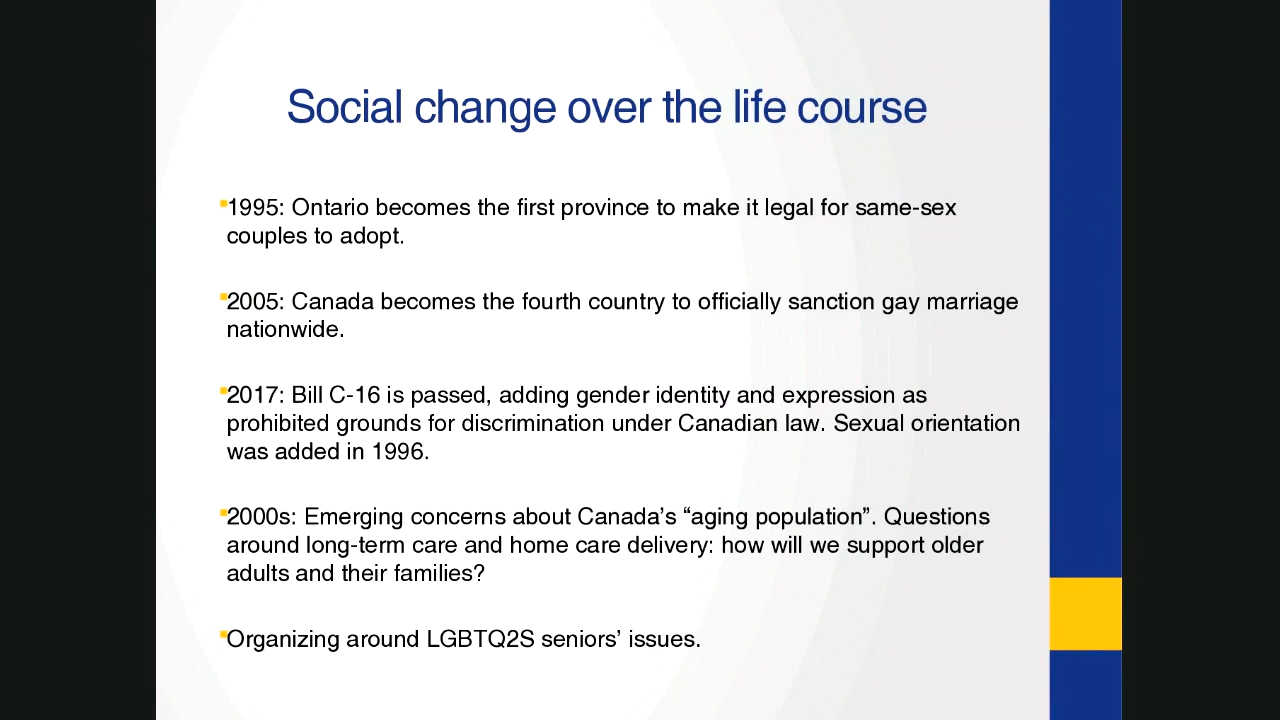 Social change over the life course
1995: Ontario becomes the first province to make it legal for same-sex
couples to adopt.
2005: Canada becomes the fourth country to officially sanction gay marriage
nationwide.
2017: Bill C-16 is passed, adding gender identity and expression as
prohibited grounds for discrimination under Canadian law. Sexual orientation
was added in 1996.
2000s: Emerging concerns about Canada’s “aging population”. Questions
around long-term care and home care delivery: how will we support older
adults and their families?
Organizing around LGBTQ2S seniors’ issues.